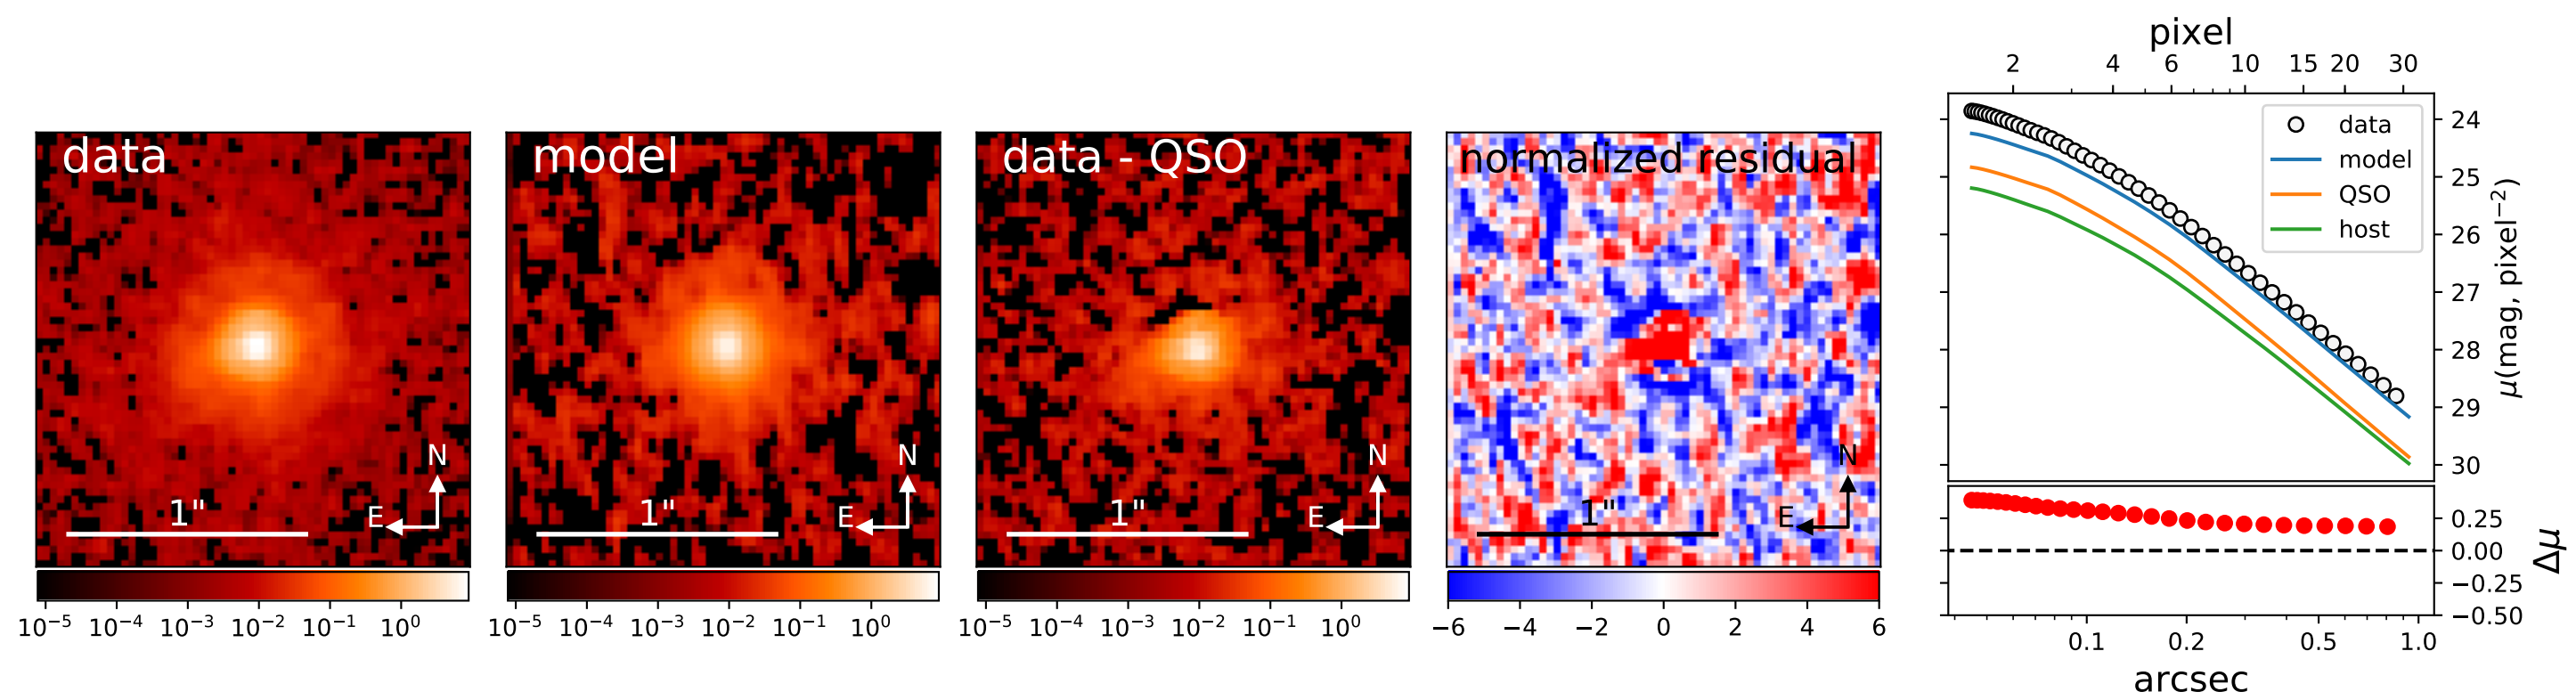 data
N
E
1"
10⁻⁵ 10⁻⁴ 10⁻³ 10⁻² 10⁻¹ 10⁰
model
N
E
1"
10⁻⁵ 10⁻⁴ 10⁻³ 10⁻² 10⁻¹ 10⁰
data - QSO
N
E
1"
10⁻⁵ 10⁻⁴ 10⁻³ 10⁻² 10⁻¹ 10⁰
normalized residual
N
E
1"
−6 −4 −2 0 2 4 6
pixel
2 4 6 10 15 20 30
data
model
QSO
host
24
25
26
27
28
29
30
μ(mag, pixel⁻²)
0.25
0.00
−0.25
−0.50
Δμ
0.1 0.2 0.5 1.0
arcsec